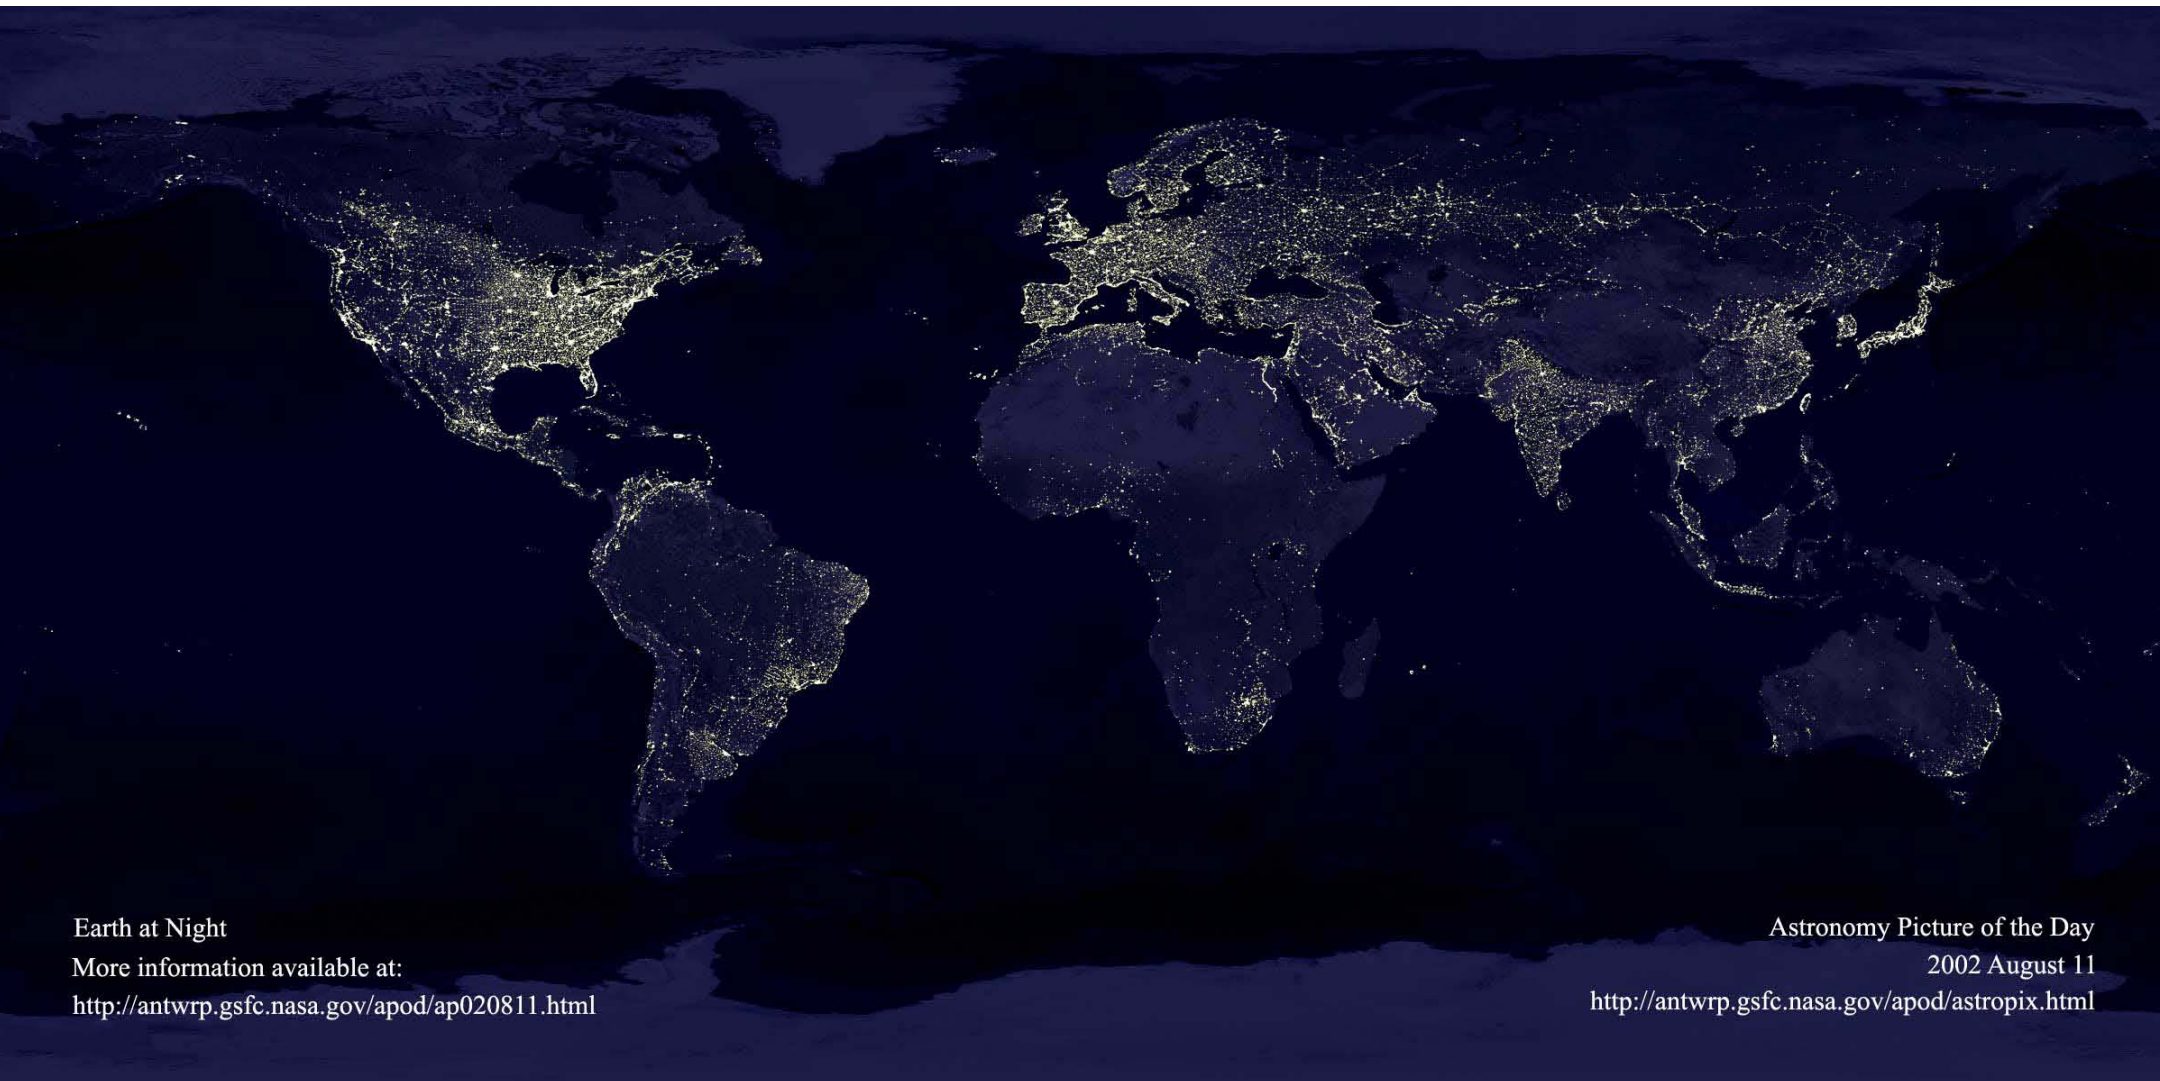 Earth at Night
More information available at:
http://antwrp.gsfc.nasa.gov/apod/ap020811.html
Astronomy Picture of the Day
2002 August 11
http://antwrp.gsfc.nasa.gov/apod/astropix.html